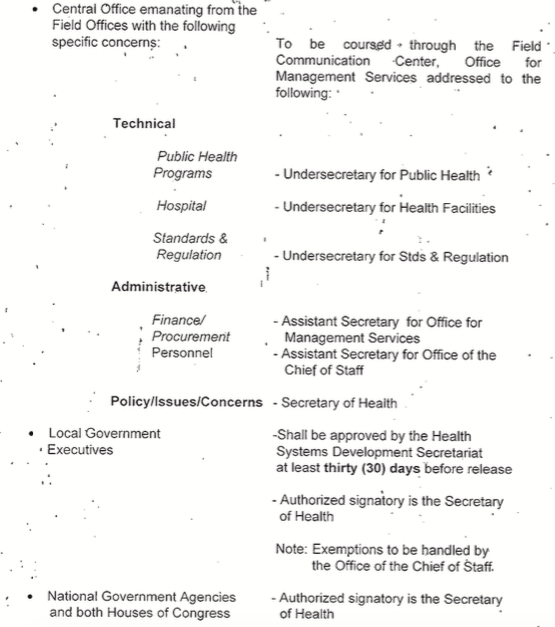 • Central Office emanating from the
Field Offices with the following
specific concerns:
To be coursed through the Field
Communication Center, Office for
Management Services addressed to the
following:
Technical
Public Health
Programs - Undersecretary for Public Health
Hospital - Undersecretary for Health Facilities
Standards &
Regulation - Undersecretary for Stds & Regulation
Administrative
Finance/ - Assistant Secretary for Office for
Procurement Management Services
Personnel - Assistant Secretary for Office of the
Chief of Staff
Policy/Issues/Concerns - Secretary of Health
• Local Government -Shall be approved by the Health
Executives Systems Development Secretariat
at least thirty (30) days before release
- Authorized signatory is the Secretary
of Health
Note: Exemptions to be handled by
the Office of the Chief of Staff.
• National Government Agencies - Authorized signatory is the Secretary
and both Houses of Congress of Health